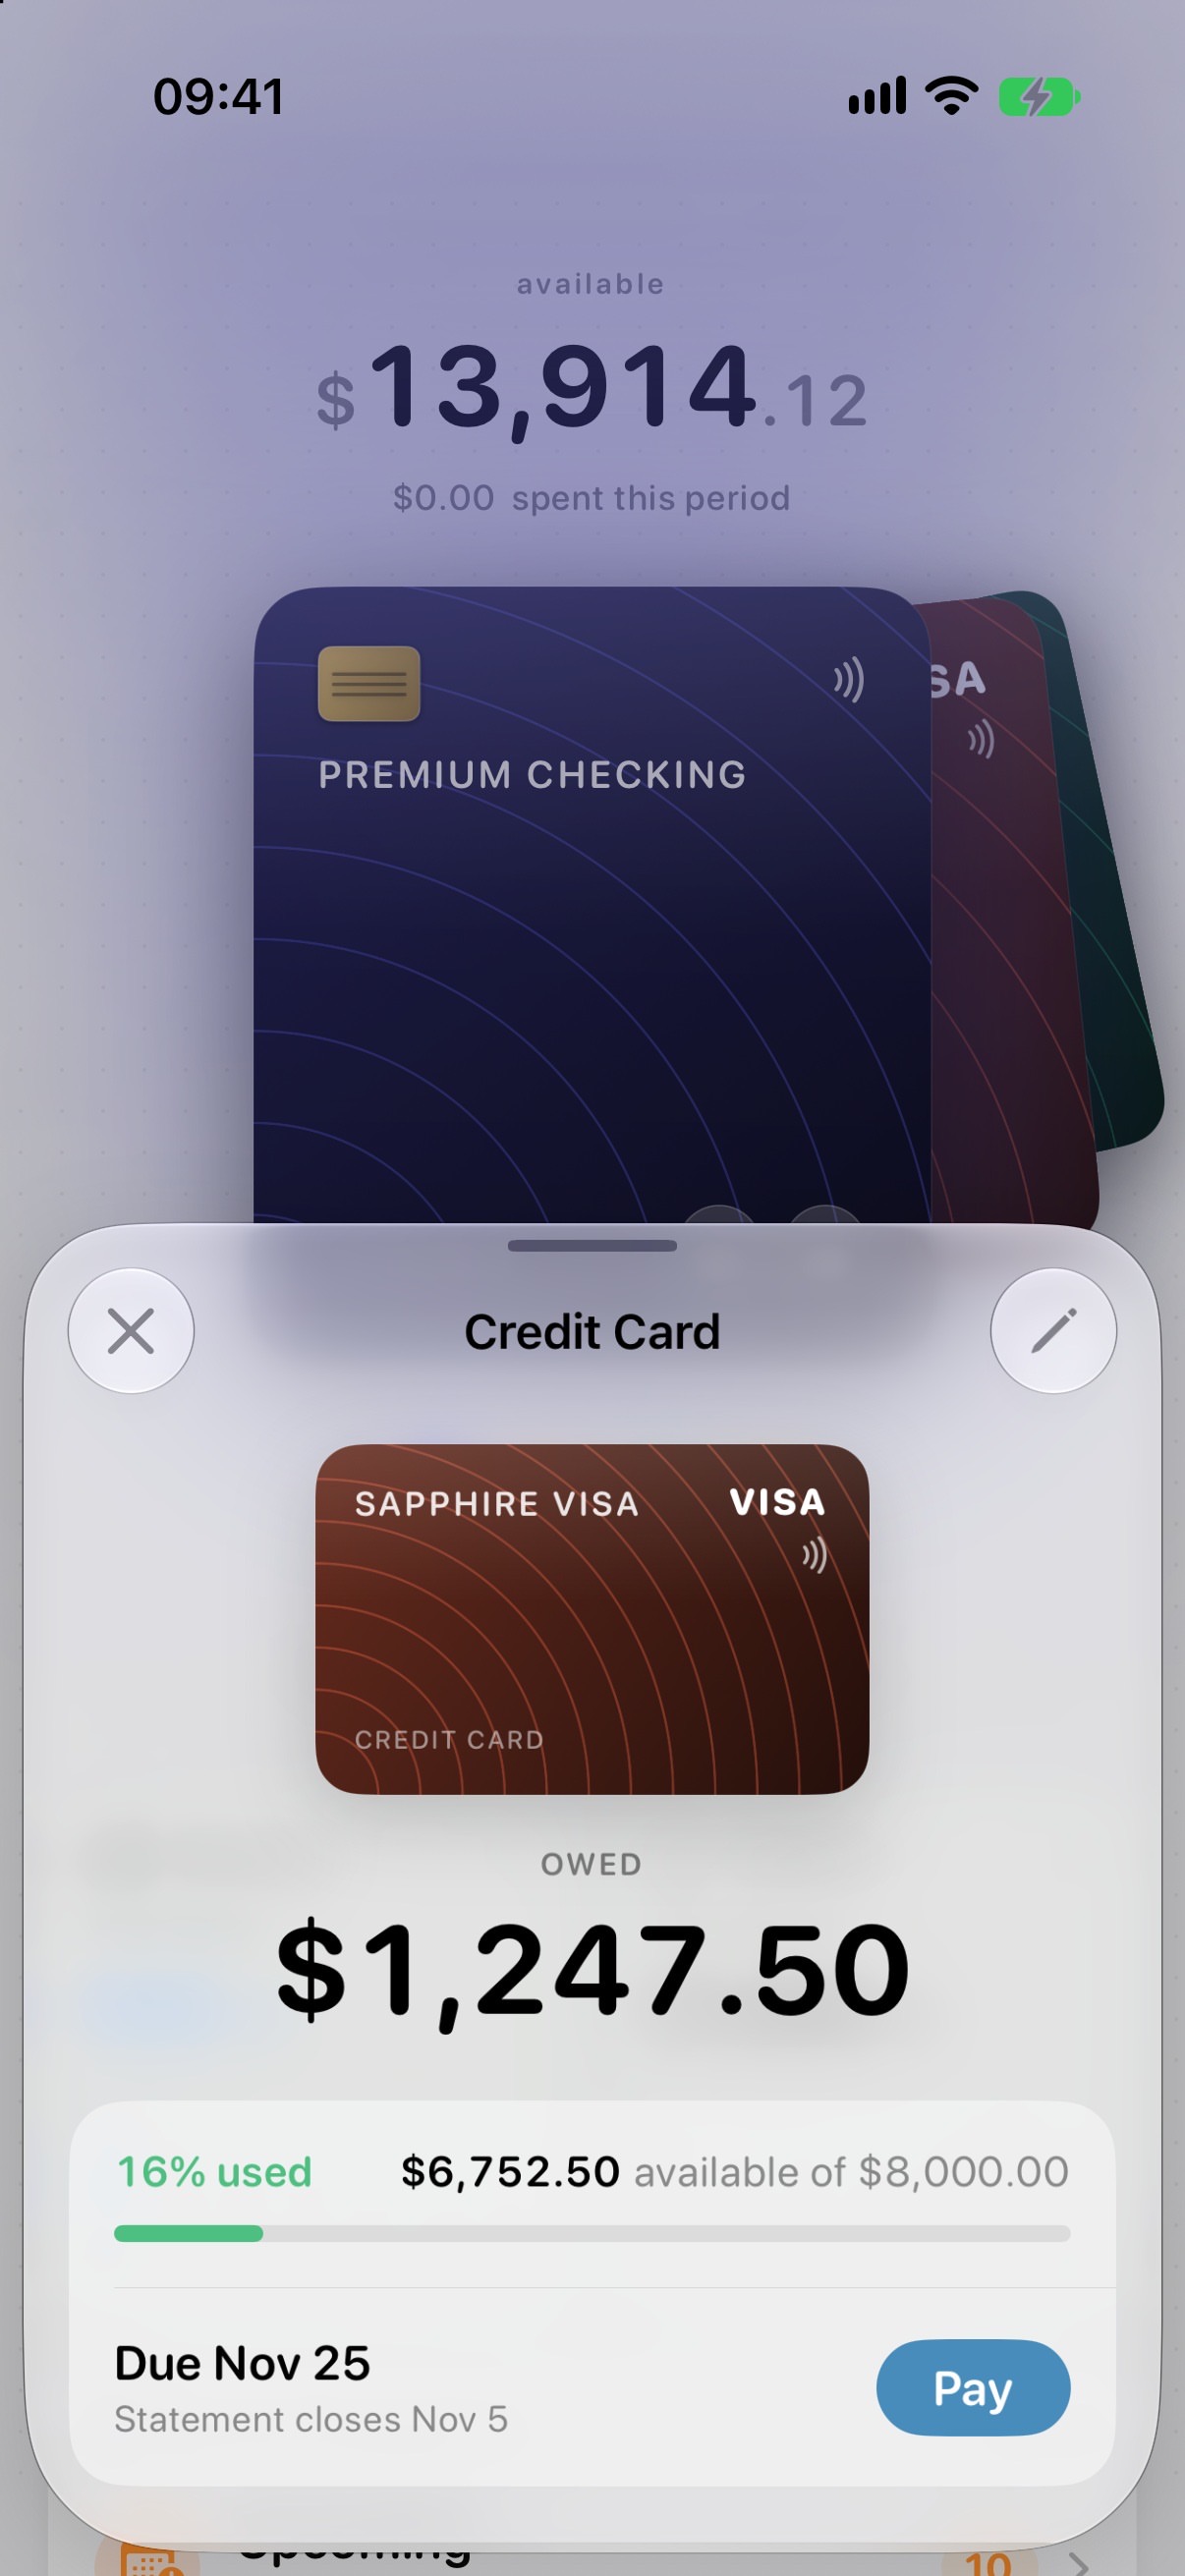 09:41
available
$13,914.12
$0.00 spent this period
SA
PREMIUM CHECKING
Credit Card
SAPPHIRE VISA VISA
CREDIT CARD
OWED
$1,247.50
16% used $6,752.50 available of $8,000.00
Due Nov 25
Statement closes Nov 5
Pay
Upcoming 10